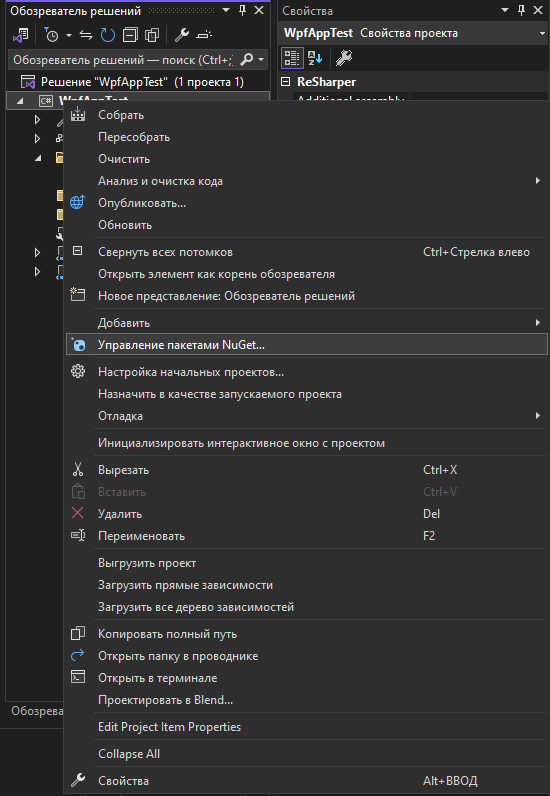 Обозреватель решений
Свойства
WpfAppTest Свойства проекта
Обозреватель решений — поиск (Ctrl+;
Решение "WpfAppTest" (1 проекта 1)
ReSharper
C# WpfAppTest
Additional assembly
Собрать
Пересобрать
Очистить
Анализ и очистка кода
Опубликовать...
Обновить
Свернуть всех потомков Ctrl+Стрелка влево
Открыть элемент как корень обозревателя
Новое представление: Обозреватель решений
Добавить
Управление пакетами NuGet...
Настройка начальных проектов...
Назначить в качестве запускаемого проекта
Отладка
Инициализировать интерактивное окно с проектом
Вырезать Ctrl+X
Вставить Ctrl+V
Удалить Del
Переименовать F2
Выгрузить проект
Загрузить прямые зависимости
Загрузить все дерево зависимостей
Копировать полный путь
Открыть папку в проводнике
Открыть в терминале
Обозрева
Проектировать в Blend...
Edit Project Item Properties
Collapse All
Свойства Alt+ВВОД